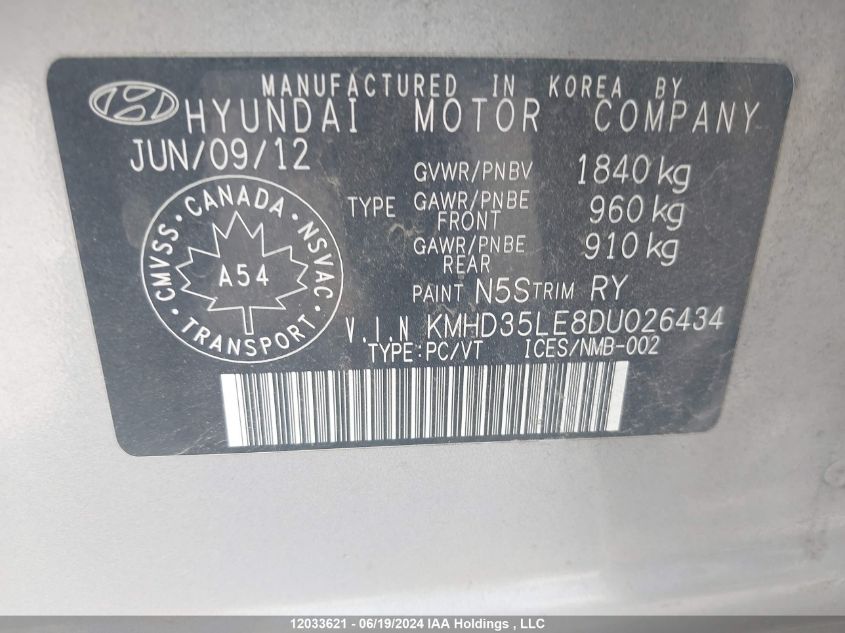 MANUFACTURED IN KOREA BY
HYUNDAI MOTOR COMPANY
JUN/09/12
GVWR/PNBV 1840 kg
TYPE GAWR/PNBE FRONT 960 kg
GAWR/PNBE REAR 910 kg
CMVSS · CANADA · NSVAC · TRANSPORT ·
A54
PAINT N5S TRIM RY
V.I.N KMHD35LE8DU026434
TYPE:PC/VT ICES/NMB-002
12033621 - 06/19/2024 IAA Holdings , LLC